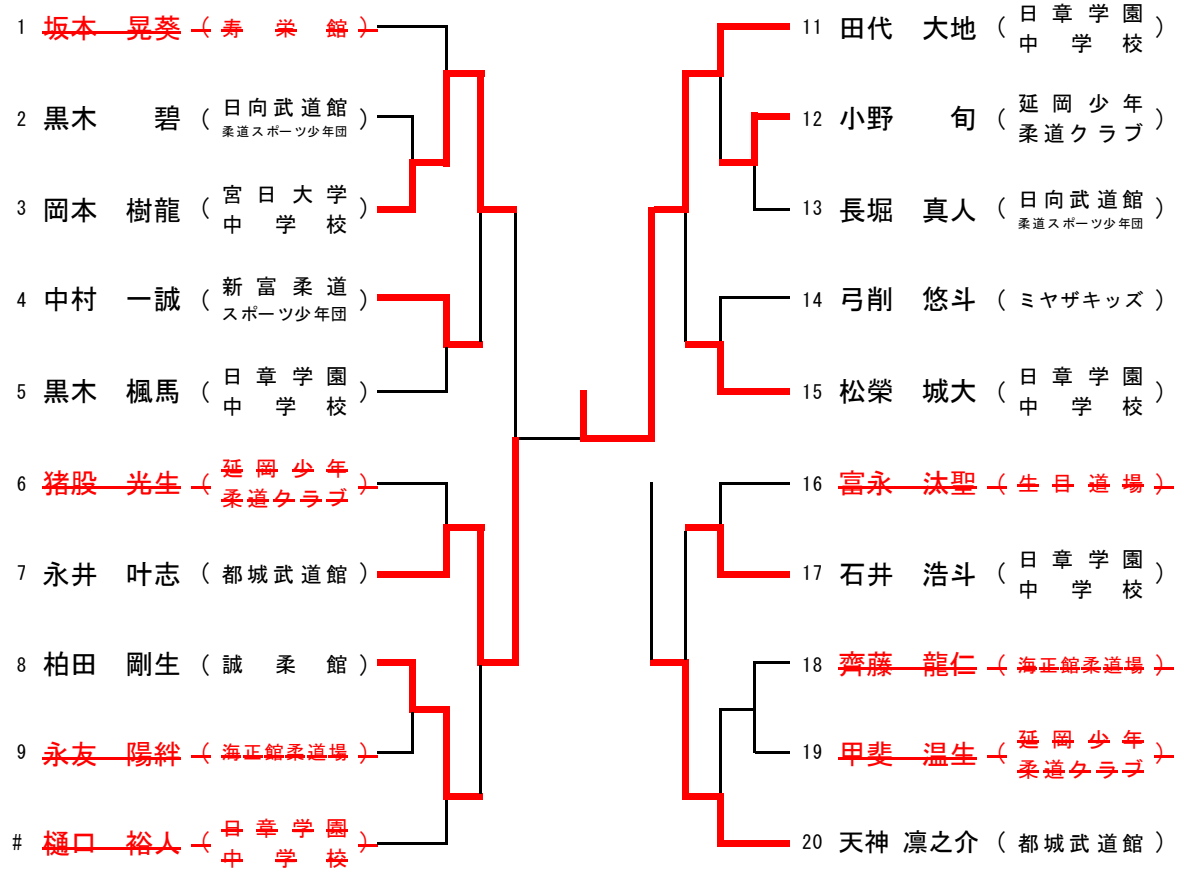 1 坂本 晃葵 (寿 栄 館)
2 黒木 碧 (日向武道館
柔道スポーツ少年団)
3 岡本 樹龍 (宮日大学
中学校)
4 中村 一誠 (新富柔道
スポーツ少年団)
5 黒木 楓馬 (日章学園
中学校)
6 猪股 光生 (延岡少年
柔道クラブ)
7 永井 叶志 (都城武道館)
8 柏田 剛生 (誠 柔 館)
9 永友 陽絆 (海正館柔道場)
# 樋口 裕人 (日章学園
中学校)
11 田代 大地 (日章学園
中学校)
12 小野 旬 (延岡少年
柔道クラブ)
13 長堀 真人 (日向武道館
柔道スポーツ少年団)
14 弓削 悠斗 (ミヤザキッズ)
15 松榮 城大 (日章学園
中学校)
16 富永 汰聖 (生目道場)
17 石井 浩斗 (日章学園
中学校)
18 齊藤 龍仁 (海正館柔道場)
19 甲斐 温生 (延岡少年
柔道クラブ)
20 天神 凛之介 (都城武道館)